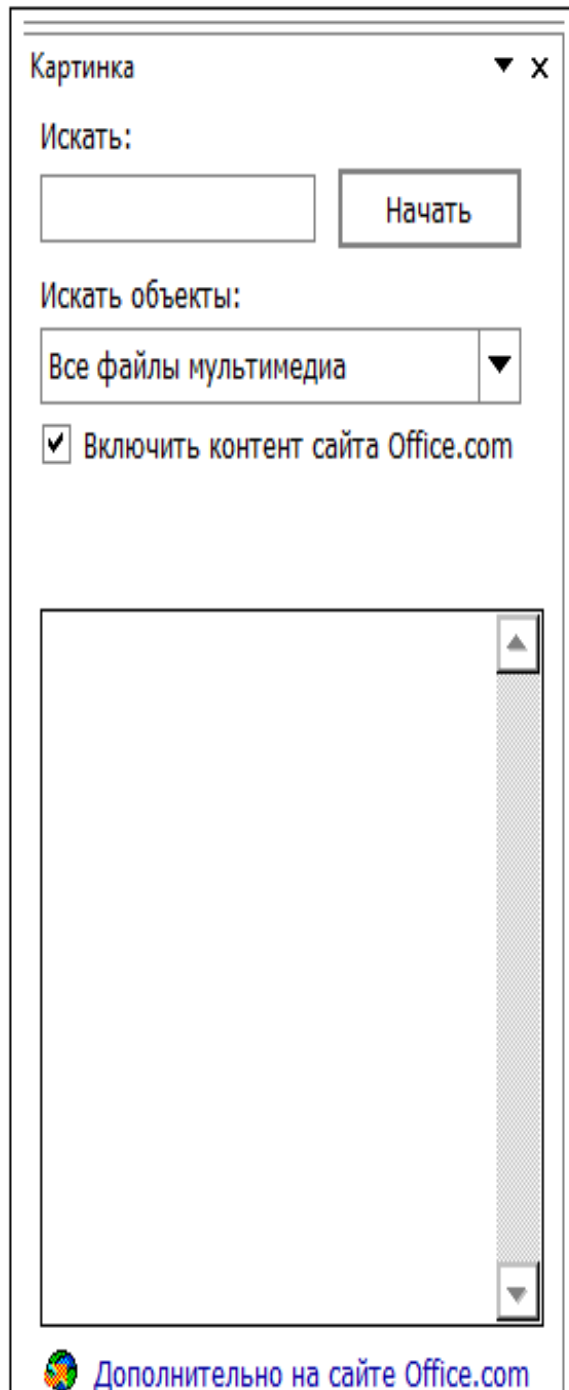 Картинка
Искать:
Начать
Искать объекты:
Все файлы мультимедиа
Включить контент сайта Office.com
Дополнительно на сайте Office.com